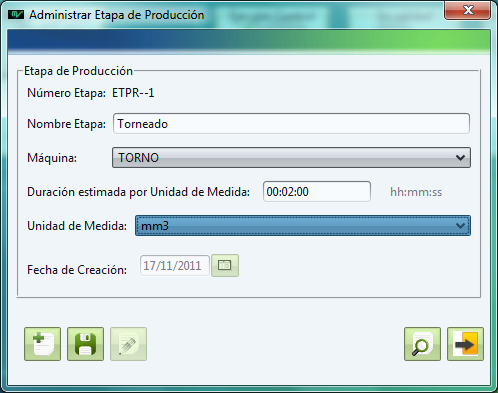 Administrar Etapa de Producción
Etapa de Producción
Número Etapa: ETPR--1
Nombre Etapa: Torneado
Máquina: TORNO
Duración estimada por Unidad de Medida: 00:02:00 hh:mm:ss
Unidad de Medida: mm3
Fecha de Creación: 17/11/2011